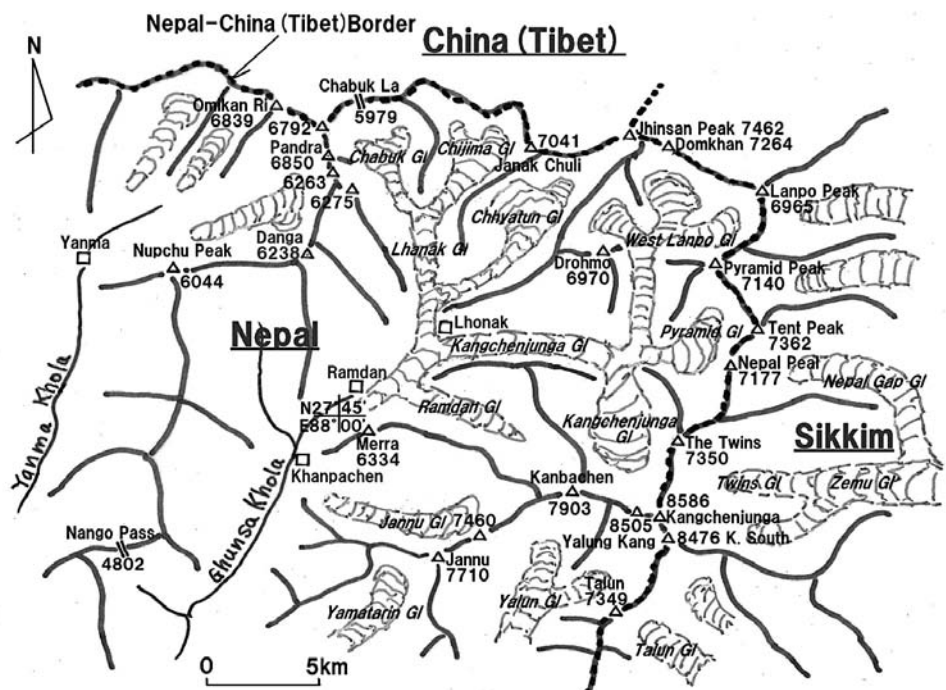 Nepal-China (Tibet) Border
China (Tibet)
N
Chabuk La
5979
Omikan Ri
6839
6792
Pandra
6850
6263
6275
Chabuk Gl
Chijima Gl
7041
Janak Chuli
Jhinsan Peak 7462
Domkhan 7264
Lanpo Peak
6965
Chhyatun Gl
Lhanak Gl
Yanma
Nupchu Peak
6044
Danga
6238
Drohmo
6970
West Lanpo Gl
Pyramid Peak
7140
Nepal
Lhonak
Kangchenjunga Gl
Pyramie Gl
Tent Peak
7362
Nepal Peal
7177
Nepal Gap Gl
Ramdan
N27°45'
E88°00'
Ramdan Gl
Merra
6334
Kangchenjunga
Gl
Sikkim
The Twins
7350
Yanma Khola
Khanpachen
Kanbachen
7903
Twins Gl
Zemu Gl
8586
8505
Kangchenjunga
Yalung Kang
8476 K. South
Jannu Gl
7460
Jannu
7710
Nango Pass
4802
Ghunsa Khola
Yamatarin Gl
Yalun Gl
Talun
7349
Talun Gl
0
5km